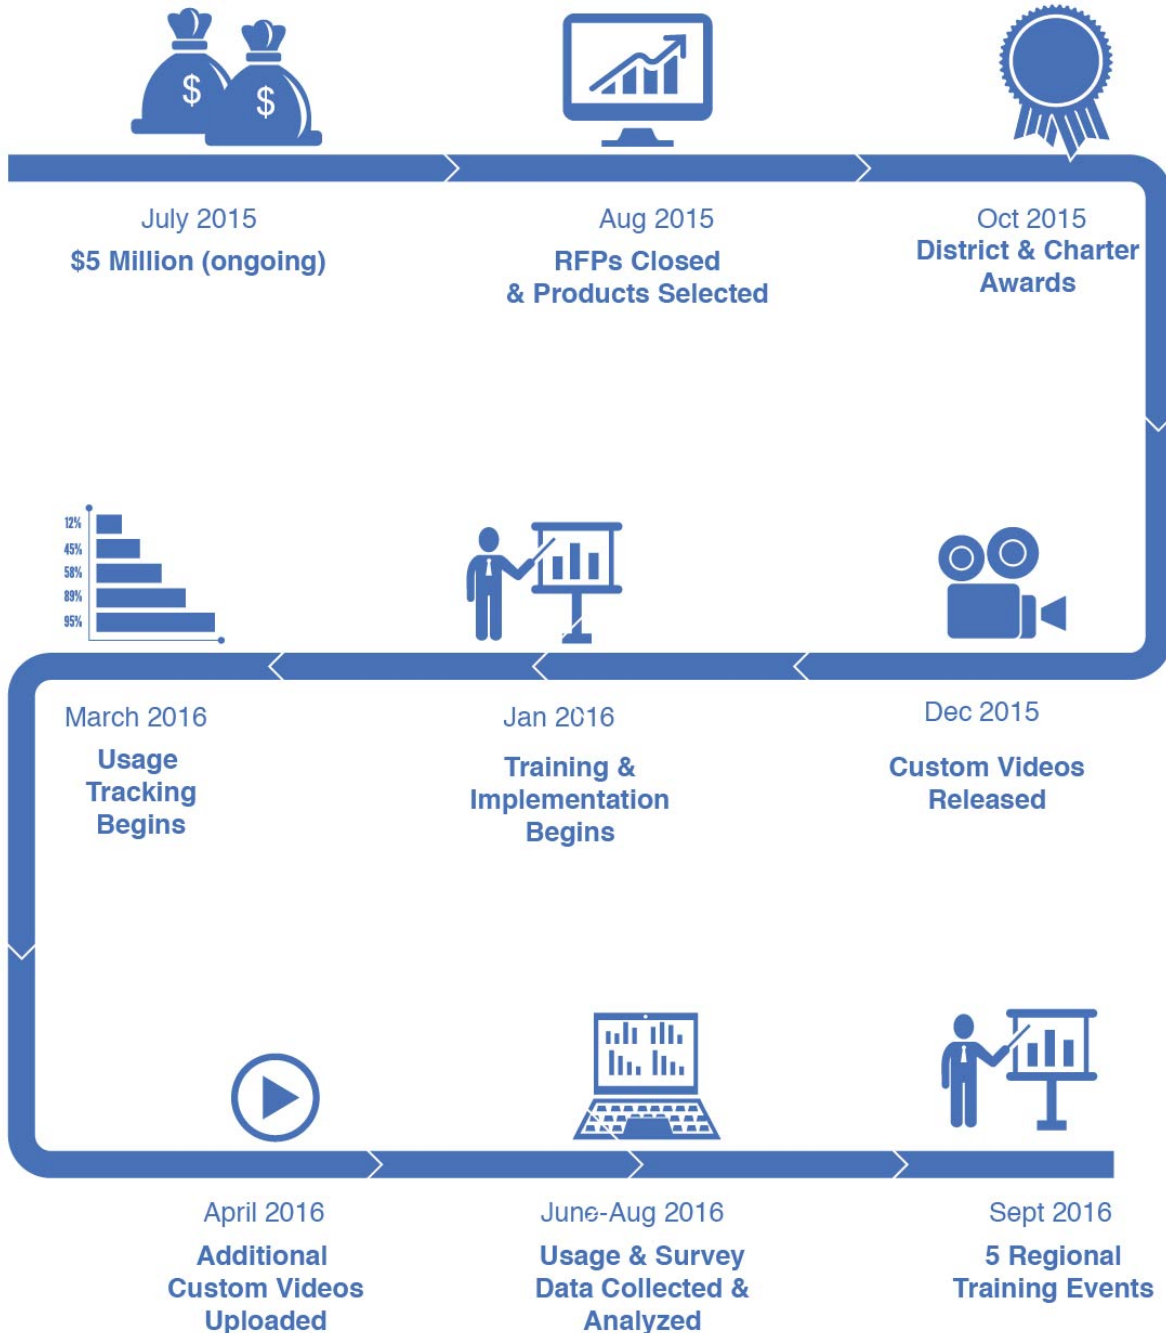 $
$
July 2015
$5 Million (ongoing)
Aug 2015
RFPs Closed
& Products Selected
Oct 2015
District & Charter
Awards
12%
45%
58%
89%
95%
March 2016
Usage
Tracking
Begins
Jan 2016
Training &
Implementation
Begins
Dec 2015
Custom Videos
Released
April 2016
Additional
Custom Videos
Uploaded
June-Aug 2016
Usage & Survey
Data Collected &
Analyzed
Sept 2016
5 Regional
Training Events